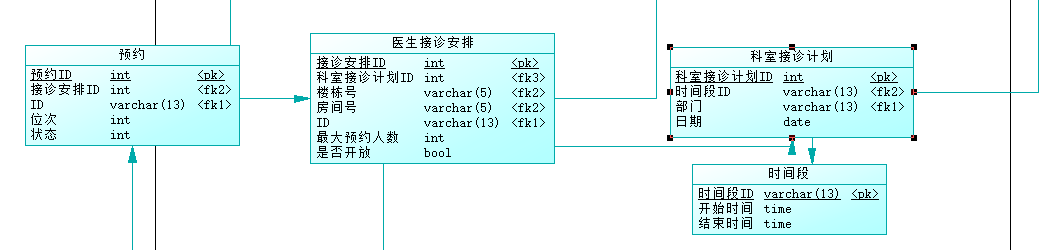 预约
预约ID int <pk>
接诊安排ID int <fk2>
ID varchar(13) <fk1>
位次 int
状态 int
医生接诊安排
接诊安排ID int <pk>
科室接诊计划ID int <fk3>
楼栋号 varchar(5) <fk2>
房间号 varchar(5) <fk2>
ID varchar(13) <fk1>
最大预约人数 int
是否开放 bool
科室接诊计划
科室接诊计划ID int <pk>
时间段ID varchar(13) <fk2>
部门 varchar(13) <fk1>
日期 date
时间段
时间段ID varchar(13) <pk>
开始时间 time
结束时间 time